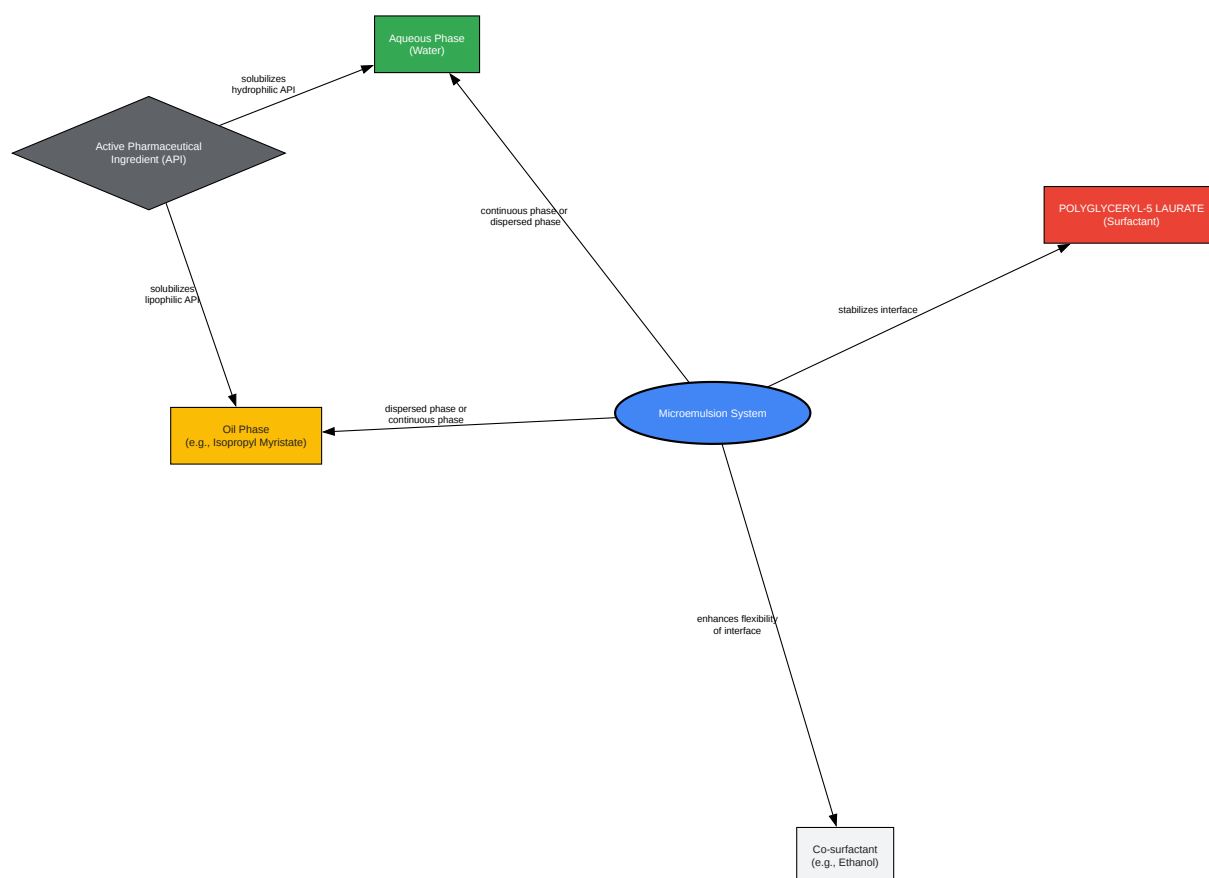 Aqueous Phase
(Water)
solubilizes
hydrophilic API
Active Pharmaceutical
Ingredient (API)
continuous phase or
dispersed phase
POLYGLYCERYL-5 LAURATE
(Surfactant)
solubilizes
lipophilic API
stabilizes interface
dispersed phase or
continuous phase
Microemulsion System
Oil Phase
(e.g., Isopropyl Myristate)
enhances flexibility
of interface
Co-surfactant
(e.g., Ethanol)